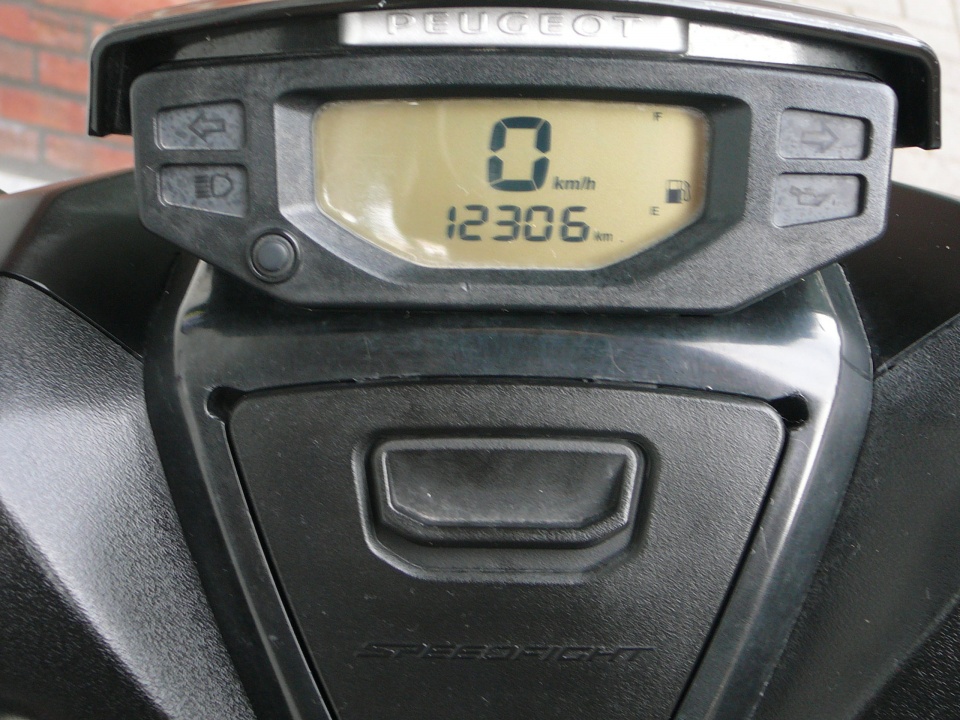 PEUGEOT
F
0 km/h
E
12306 km
SPEEDFIGHT